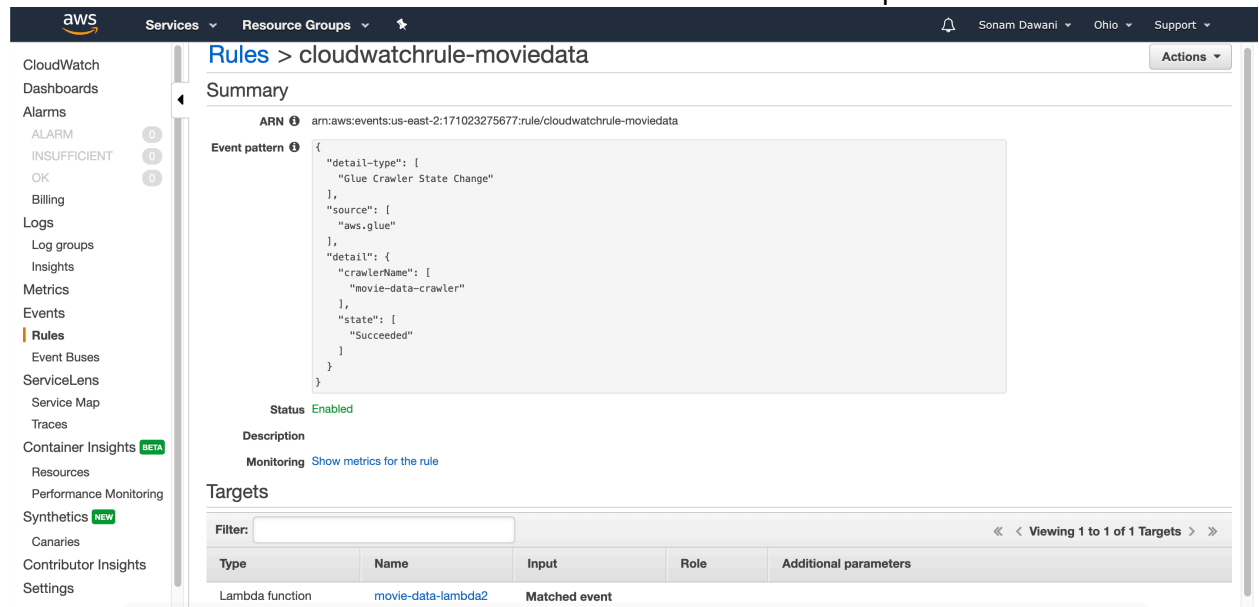 aws Services Resource Groups Sonam Dawani Ohio Support
CloudWatch
Dashboards
Alarms
ALARM 0
INSUFFICIENT 0
OK 0
Billing
Logs
Log groups
Insights
Metrics
Events
Rules
Event Buses
ServiceLens
Service Map
Traces
Container Insights BETA
Resources
Performance Monitoring
Synthetics NEW
Canaries
Contributor Insights
Settings
Rules > cloudwatchrule-moviedata
Actions
Summary
ARN arn:aws:events:us-east-2:171023275677:rule/cloudwatchrule-moviedata
Event pattern {
"detail-type": [
"Glue Crawler State Change"
],
"source": [
"aws.glue"
],
"detail": {
"crawlerName": [
"movie-data-crawler"
],
"state": [
"Succeeded"
]
}
}
Status Enabled
Description
Monitoring Show metrics for the rule
Targets
Filter: « < Viewing 1 to 1 of 1 Targets > »
Type Name Input Role Additional parameters
Lambda function movie-data-lambda2 Matched event